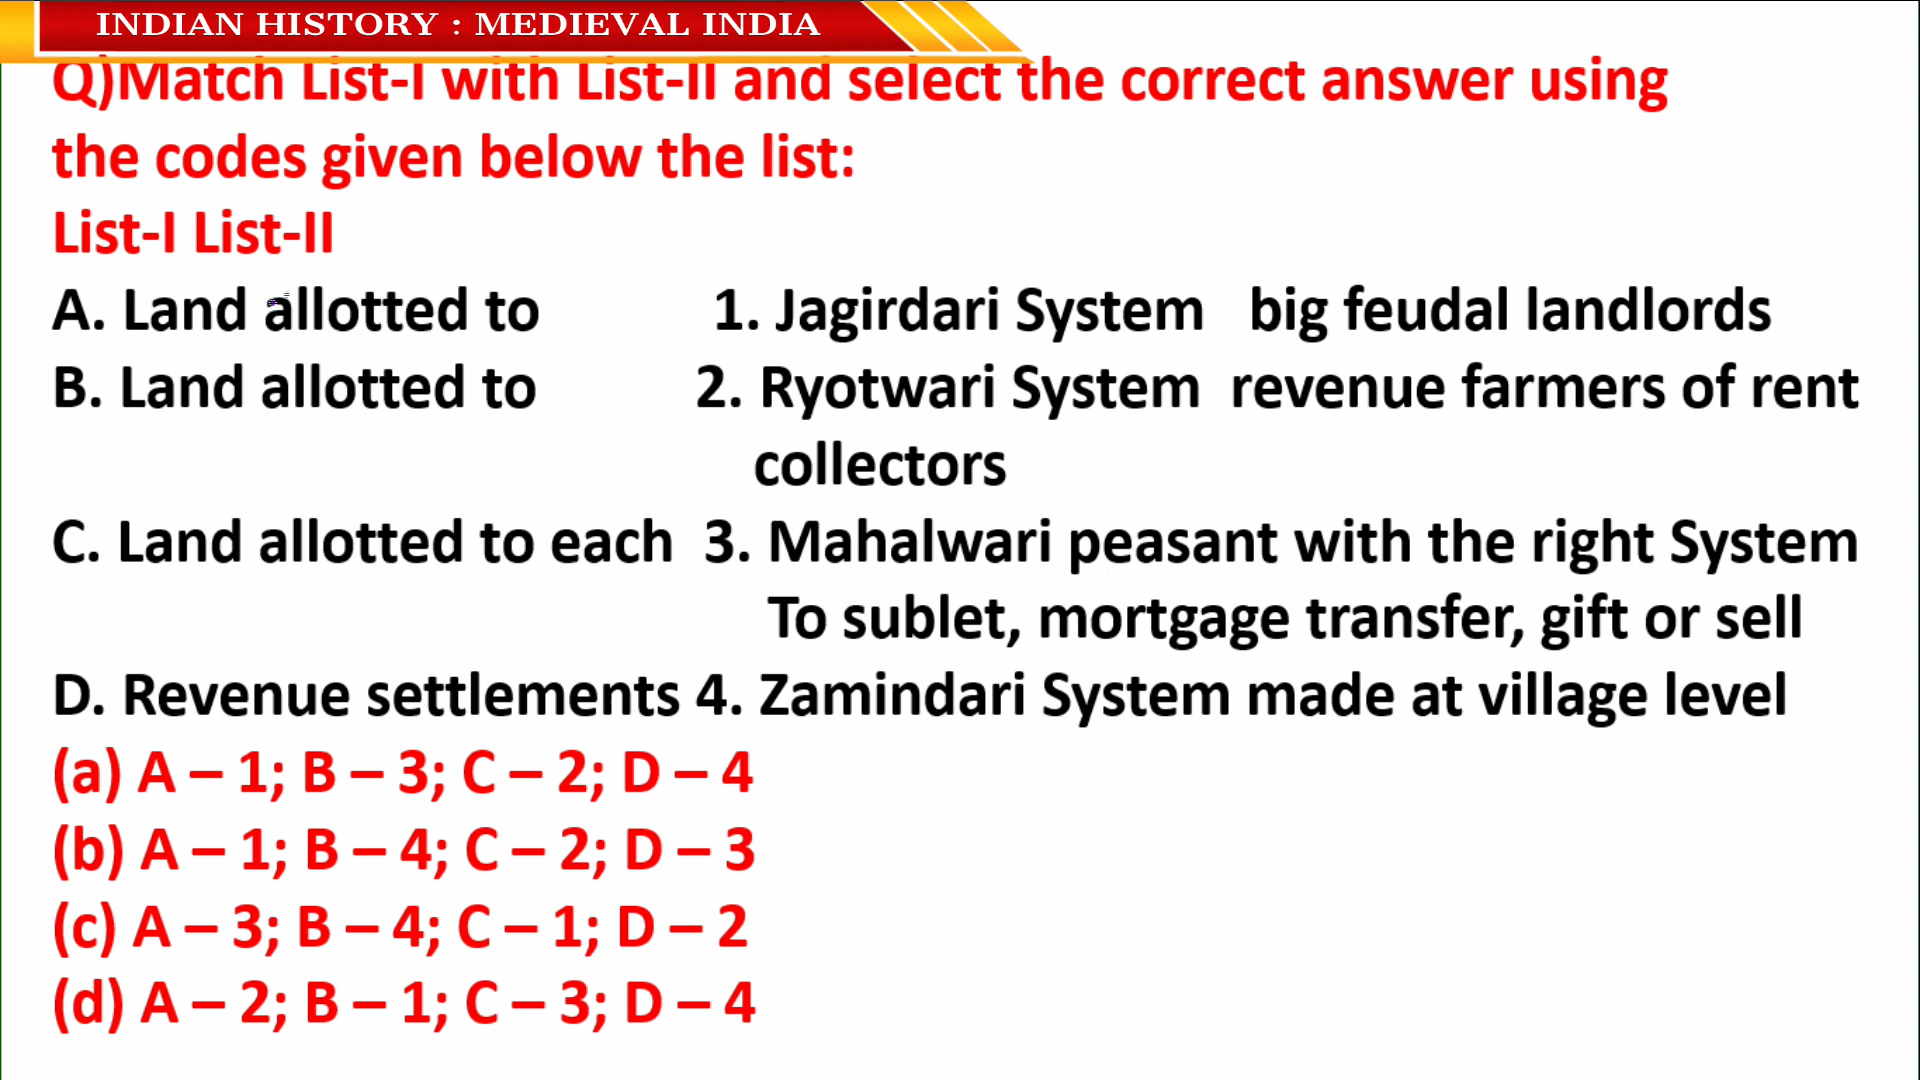 INDIAN HISTORY : MEDIEVAL INDIA
Q)Match List-I with List-II and select the correct answer using
the codes given below the list:
List-I List-II
A. Land allotted to 1. Jagirdari System big feudal landlords
B. Land allotted to 2. Ryotwari System revenue farmers of rent
collectors
C. Land allotted to each 3. Mahalwari peasant with the right System
To sublet, mortgage transfer, gift or sell
D. Revenue settlements 4. Zamindari System made at village level
(a) A – 1; B – 3; C – 2; D – 4
(b) A – 1; B – 4; C – 2; D – 3
(c) A – 3; B – 4; C – 1; D – 2
(d) A – 2; B – 1; C – 3; D – 4